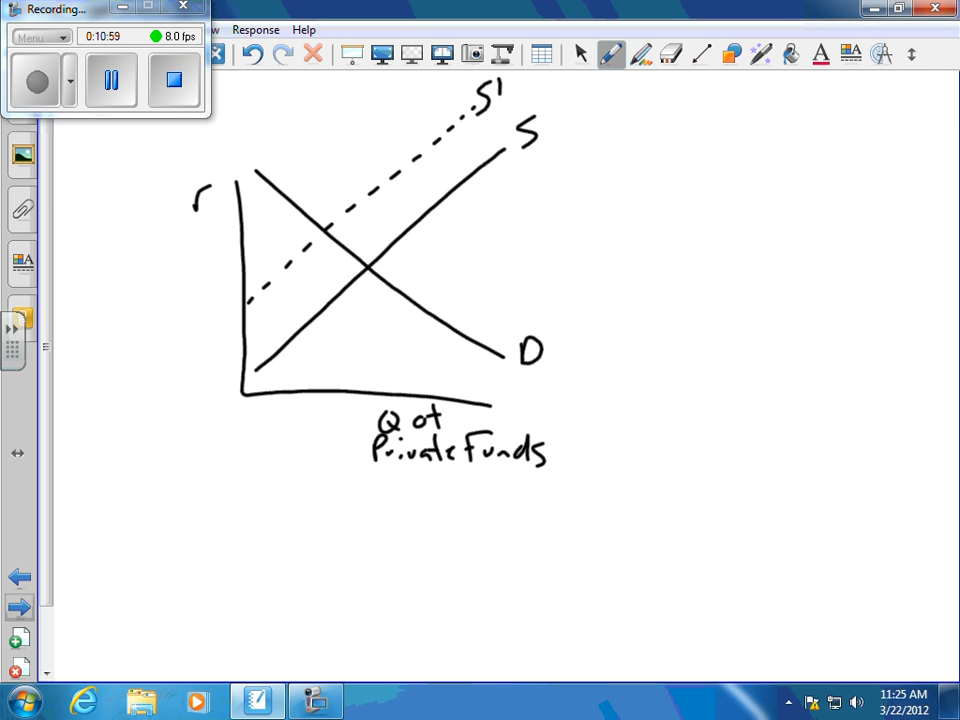 Recording...
Menu
0:10:59
8.0 fps
w Response Help
S'
S
r
D
Q of
Private Funds
11:25 AM
3/22/2012